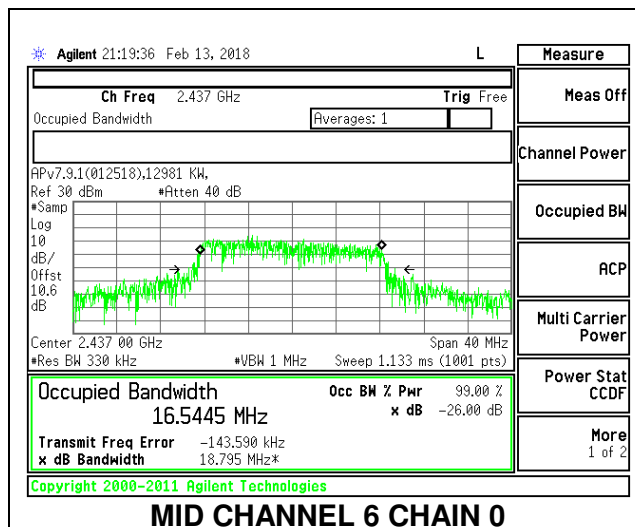 Agilent 21:19:36 Feb 13, 2018 L Measure
Ch Freq 2.437 GHz Trig Free
Meas Off
Occupied Bandwidth Averages: 1
Channel Power
APv7.9.1(012518),12981 KW,
Ref 30 dBm #Atten 40 dB
#Samp
Log
10
dB/
Offst
10.6
dB
Occupied BW
ACP
Center 2.437 00 GHz Span 40 MHz
#Res BW 330 kHz #VBW 1 MHz Sweep 1.133 ms (1001 pts)
Multi Carrier
Power
Occupied Bandwidth Occ BW % Pwr 99.00 %
16.5445 MHz x dB -26.00 dB
Transmit Freq Error -143.590 kHz
x dB Bandwidth 18.795 MHz*
Power Stat
CCDF
More
1 of 2
Copyright 2000-2011 Agilent Technologies
MID CHANNEL 6 CHAIN 0